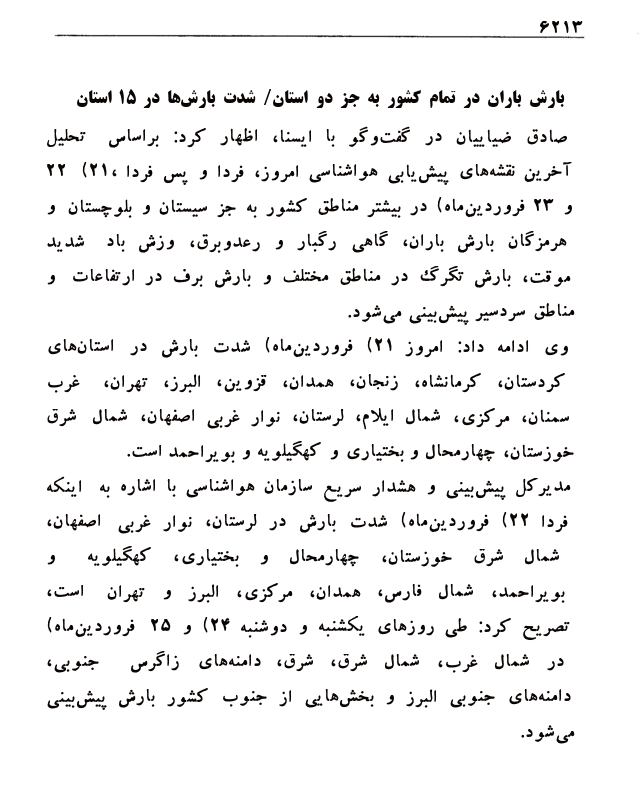 ۶۲۱۳
بارش باران در تمام کشور به جز دو استان/ شدت بارش‌ها در ۱۵ استان
صادق ضیاییان در گفت‌وگو با ایسنا، اظهار کرد: براساس تحلیل
آخرین نقشه‌های پیش‌یابی هواشناسی امروز، فردا و پس فردا ،۲۱) ۲۲
و ۲۳ فروردین‌ماه) در بیشتر مناطق کشور به جز سیستان و بلوچستان و
هرمزگان بارش باران، گاهی رگبار و رعدوبرق، وزش باد شدید
موقت، بارش تگرگ در مناطق مختلف و بارش برف در ارتفاعات و
مناطق سردسیر پیش‌بینی می‌شود.
وی ادامه داد: امروز ۲۱) فروردین‌ماه) شدت بارش در استان‌های
کردستان، کرمانشاه، زنجان، همدان، قزوین، البرز، تهران، غرب
سمنان، مرکزی، شمال ایلام، لرستان، نوار غربی اصفهان، شمال شرق
خوزستان، چهارمحال و بختیاری و کهگیلویه و بویراحمد است.
مدیرکل پیش‌بینی و هشدار سریع سازمان هواشناسی با اشاره به اینکه
فردا ۲۲) فروردین‌ماه) شدت بارش در لرستان، نوار غربی اصفهان،
شمال شرق خوزستان، چهارمحال و بختیاری، کهگیلویه و
بویراحمد، شمال فارس، همدان، مرکزی، البرز و تهران است،
تصریح کرد: طی روزهای یکشنبه و دوشنبه ۲۴) و ۲۵ فروردین‌ماه)
در شمال غرب، شمال شرق، شرق، دامنه‌های زاگرس جنوبی،
دامنه‌های جنوبی البرز و بخش‌هایی از جنوب کشور بارش پیش‌بینی
می‌شود.